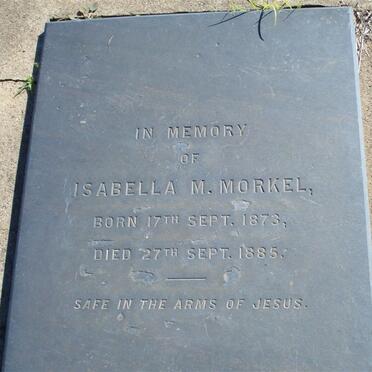 IN MEMORY
OF
ISABELLA M. MORKEL,
BORN 17TH SEPT. 1873,
DIED 27TH SEPT. 1885.
SAFE IN THE ARMS OF JESUS.